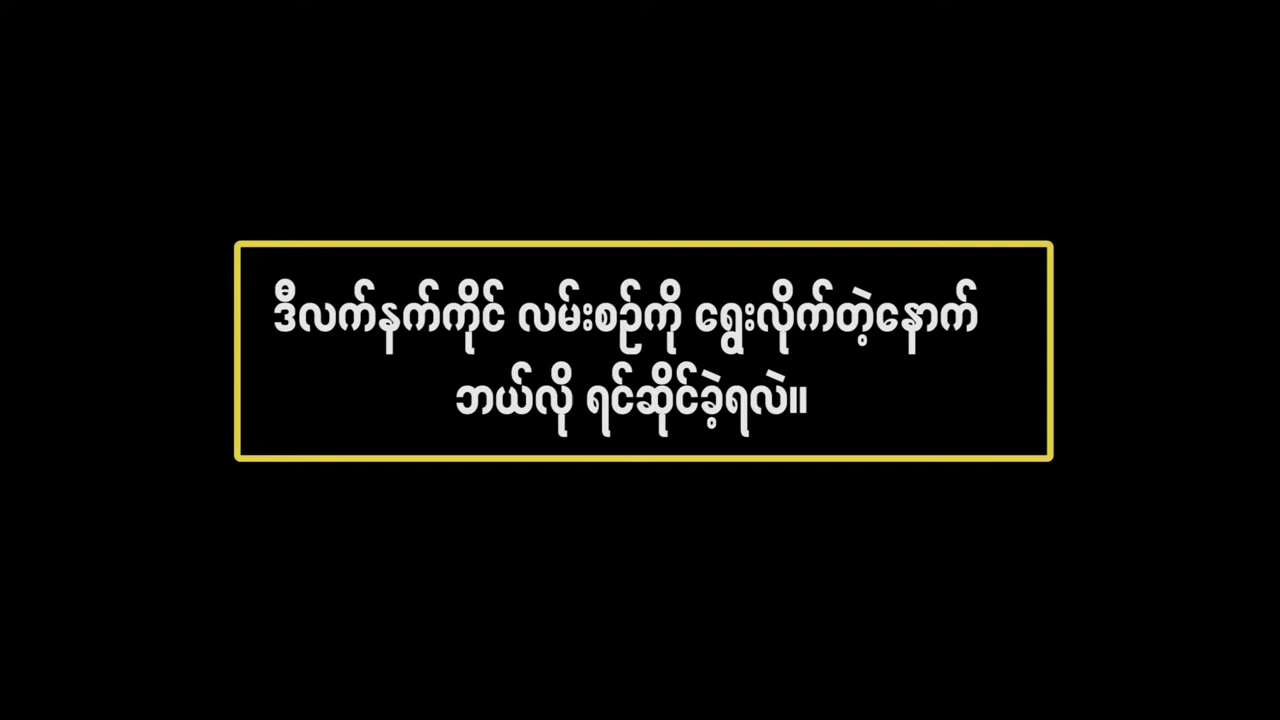 ဒီလက်နက်ကိုင် လမ်းစဉ်ကို ရွေးလိုက်တဲ့နောက်
ဘယ်လို ရင်ဆိုင်ခဲ့ရလဲ။